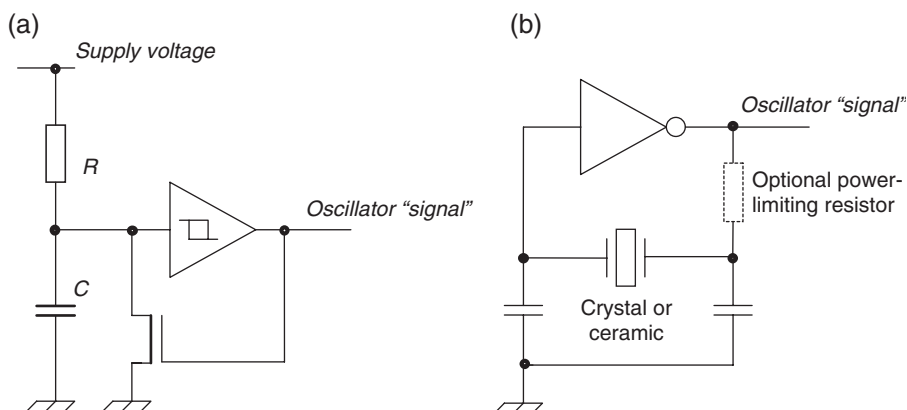 (a)
Supply voltage
R
C
Oscillator “signal”
(b)
Oscillator “signal”
Optional power-
limiting resistor
Crystal or
ceramic